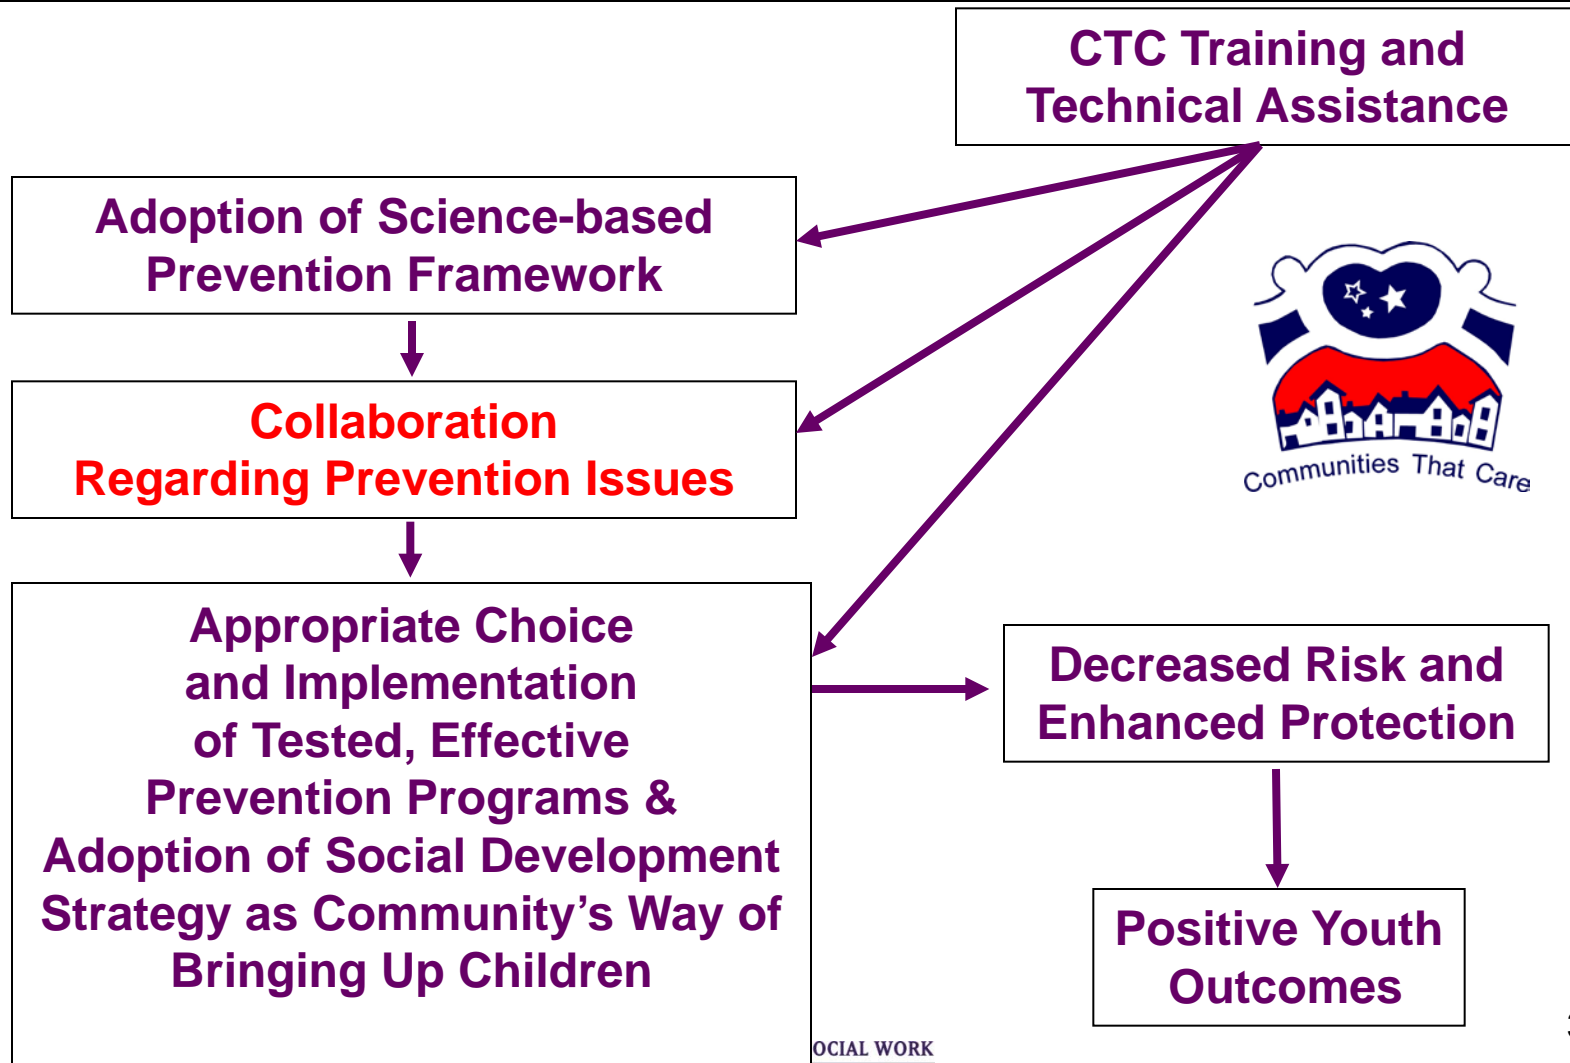 CTC Training and
Technical Assistance
Adoption of Science-based
Prevention Framework
Collaboration
Regarding Prevention Issues
Appropriate Choice
and Implementation
of Tested, Effective
Prevention Programs &
Adoption of Social Development
Strategy as Community’s Way of
Bringing Up Children
Communities That Care
Decreased Risk and
Enhanced Protection
Positive Youth
Outcomes
OCIAL WORK